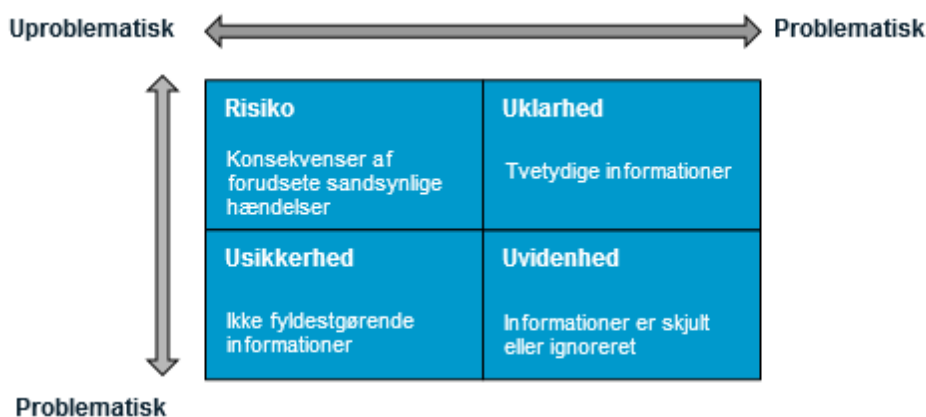 Uproblematisk
Problematisk
Risiko
Konsekvenser af
forudsete sandsynlige
hændelser
Uklarhed
Tvetydige informationer
Usikkerhed
Ikke fyldestgørende
informationer
Uvidenhed
Informationer er skjult
eller ignoreret
Problematisk